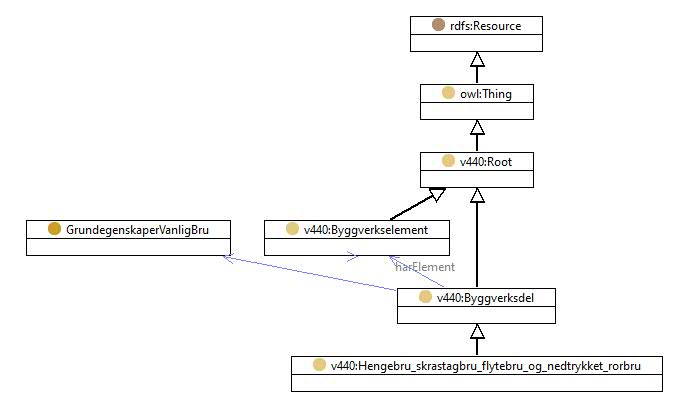 rdfs:Resource
owl:Thing
v440:Root
GrundegenskaperVanligBru
v440:Byggverkselement
harElement
v440:Byggverksdel
v440:Hengebru_skrastagbru_flytebru_og_nedtrykket_rorbru